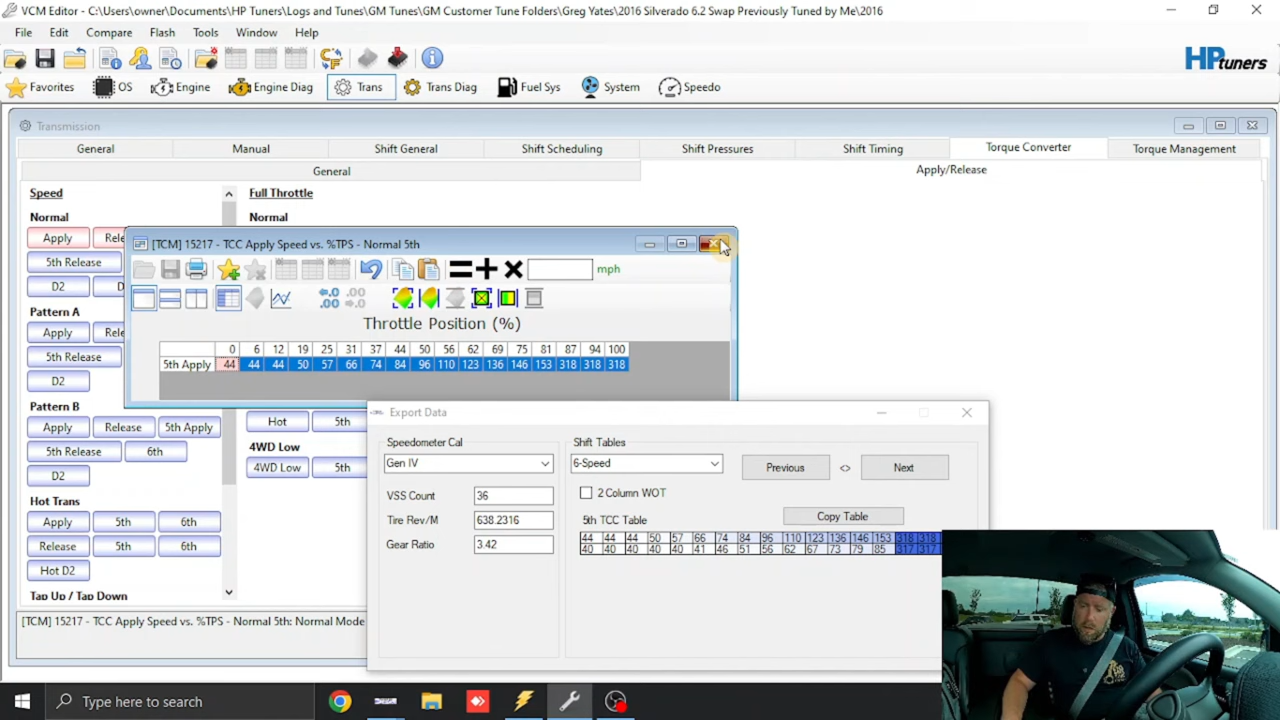 VCM Editor - C:\Users\owner\Documents\HP Tuners\Logs and Tunes\GM Tunes\GM Customer Tune Folders\Greg Yates\2016 Silverado 6.2 Swap Previously Tuned by Me\2016
File Edit Compare Flash Tools Window Help
HPtuners
Favorites OS Engine Engine Diag Trans Trans Diag Fuel Sys System Speedo
Transmission
General Manual Shift General Shift Scheduling Shift Pressures Shift Timing Torque Converter Torque Management
General Apply/Release
Speed Full Throttle
Normal Normal
Apply
5th Release
D2
Pattern A
Apply
5th Release
D2
Pattern B
Apply Release 5th Apply
5th Release 6th
D2
Hot Trans
Apply 5th 6th
Release 5th 6th
Hot D2
Tap Up / Tap Down
[TCM] 15217 - TCC Apply Speed vs. %TPS - Normal 5th
mph
Throttle Position (%)
0 6 12 19 25 31 37 44 50 56 62 69 75 81 87 94 100
5th Apply 44 44 44 50 57 66 74 84 96 110 123 136 146 153 318 318 318
Hot 5th
4WD Low
4WD Low 5th
Export Data
Speedometer Cal Shift Tables
Gen IV 6-Speed Previous <> Next
VSS Count 36 2 Column WOT
Tire Rev/M 638.2316 5th TCC Table Copy Table
Gear Ratio 3.42
44 44 44 50 57 66 74 84 96 110 123 136 146 153 318 318
40 40 40 40 40 41 46 51 56 62 67 73 79 85 317 317
[TCM] 15217 - TCC Apply Speed vs. %TPS - Normal 5th: Normal Mode
Type here to search